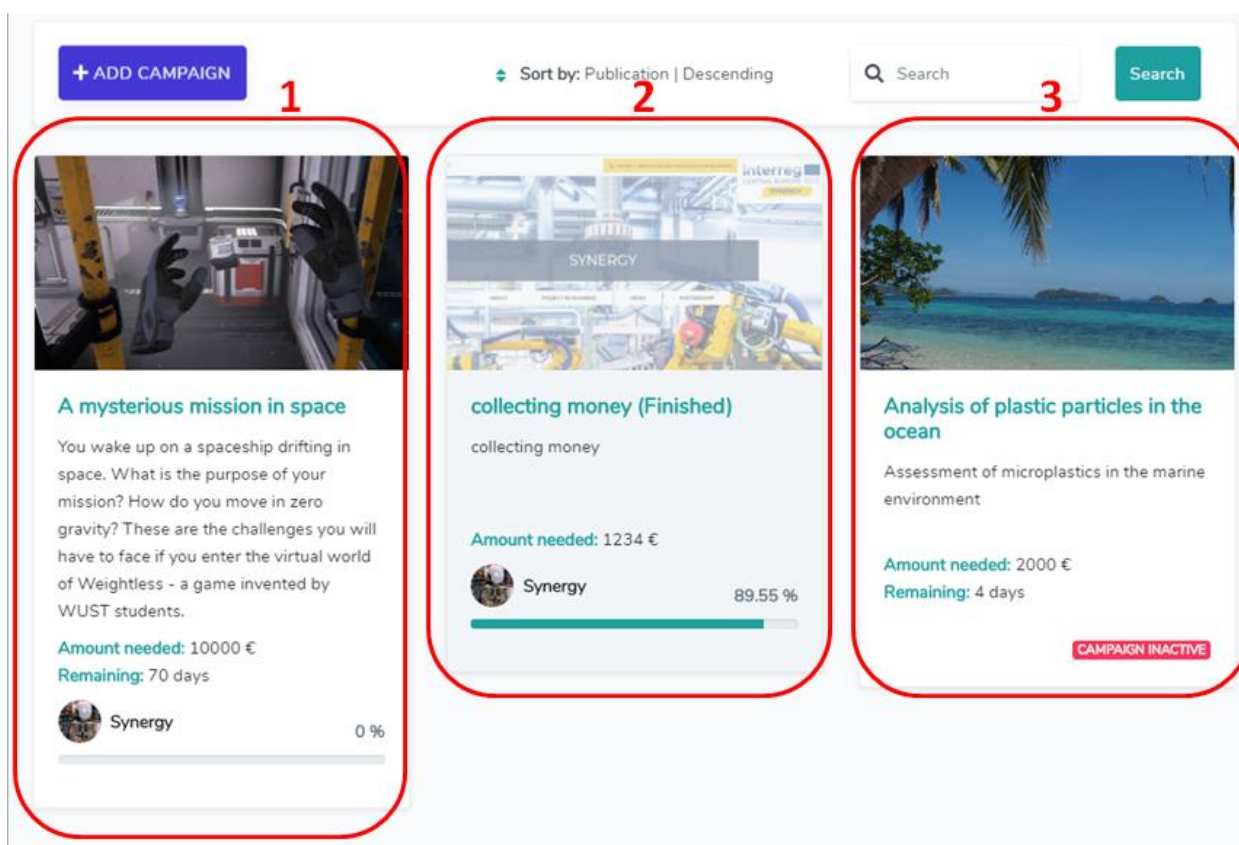 + ADD CAMPAIGN
Sort by: Publication | Descending
Search
Search
1
2
3
interreg
CENTRAL EUROPE
SYNERGY
SYNERGY
ABOUT
NEWS
A mysterious mission in space
You wake up on a spaceship drifting in
space. What is the purpose of your
mission? How do you move in zero
gravity? These are the challenges you will
have to face if you enter the virtual world
of Weightless - a game invented by
WUST students.
Amount needed: 10000 €
Remaining: 70 days
Synergy
0 %
collecting money (Finished)
collecting money
Amount needed: 1234 €
Synergy
89.55 %
Analysis of plastic particles in the
ocean
Assessment of microplastics in the marine
environment
Amount needed: 2000 €
Remaining: 4 days
CAMPAIGN INACTIVE